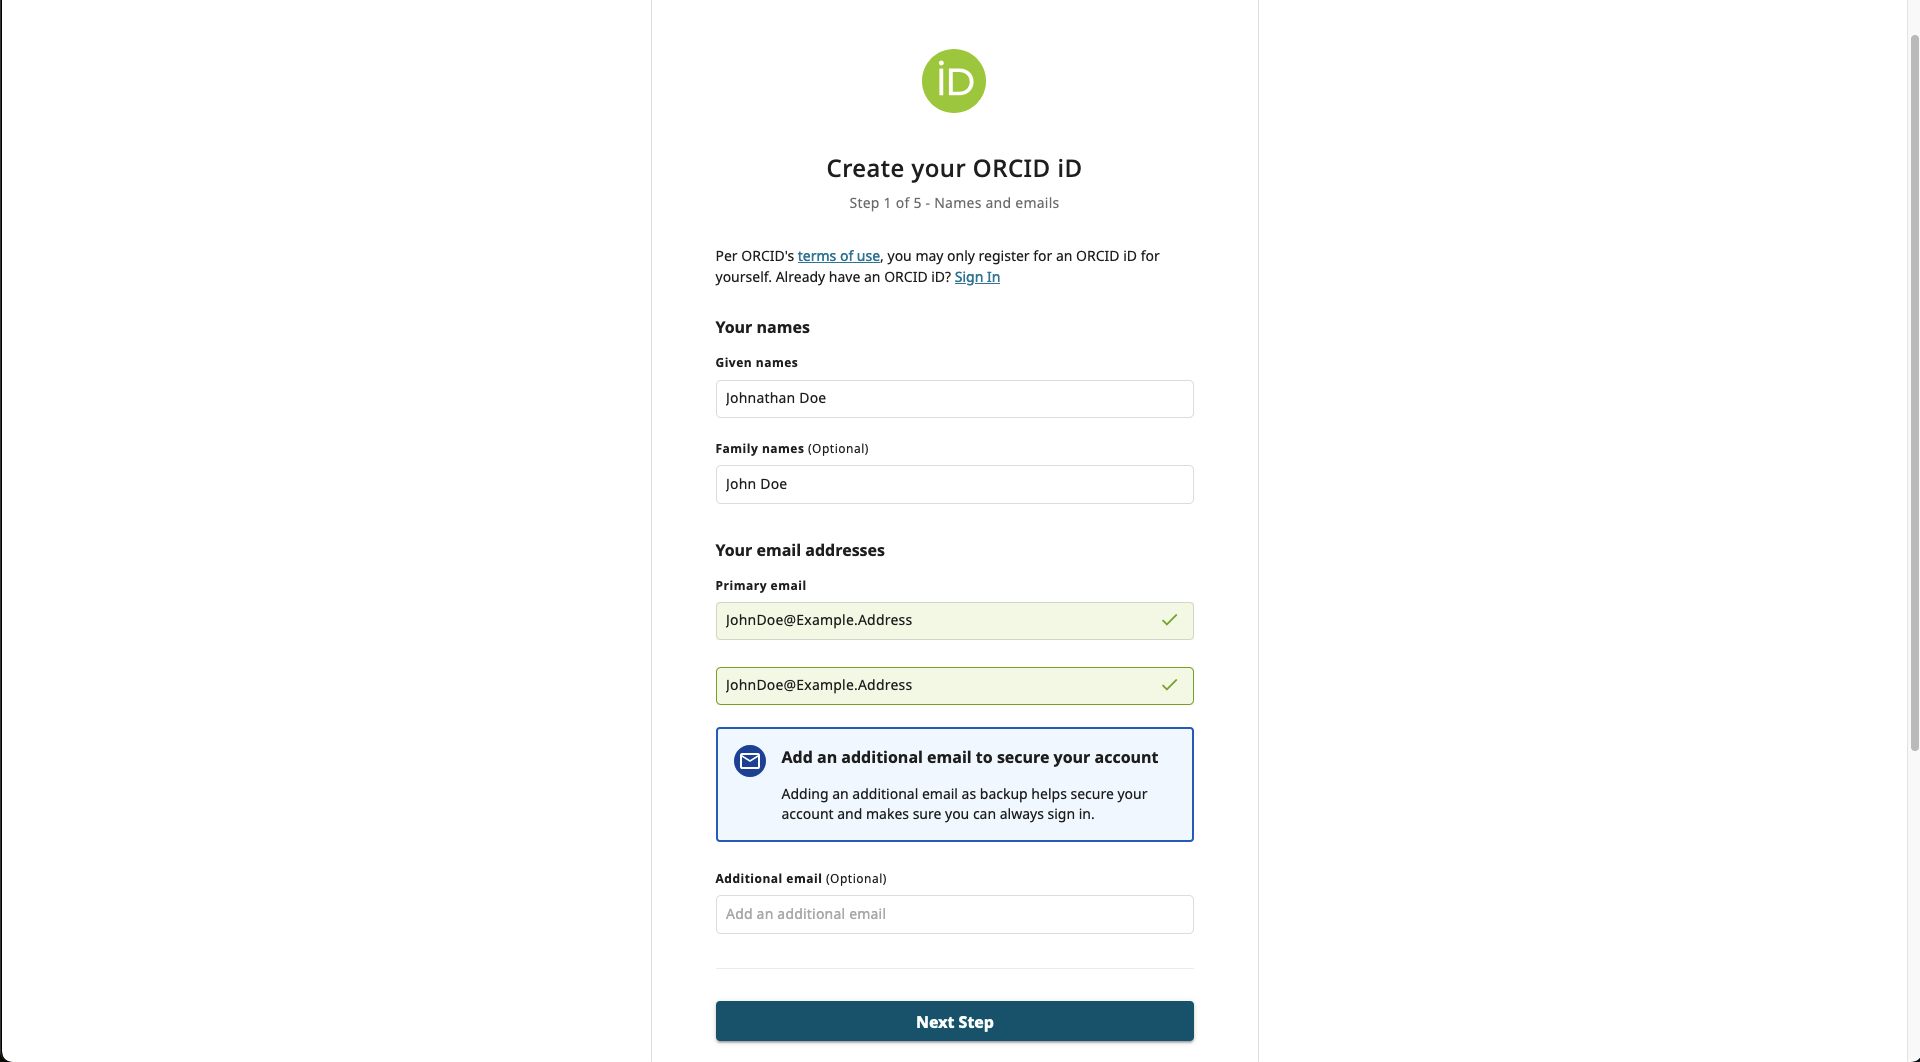 iD
Create your ORCID iD
Step 1 of 5 - Names and emails
Per ORCID's terms of use, you may only register for an ORCID iD for
yourself. Already have an ORCID iD? Sign In
Your names
Given names
Johnathan Doe
Family names (Optional)
John Doe
Your email addresses
Primary email
JohnDoe@Example.Address
JohnDoe@Example.Address
Add an additional email to secure your account
Adding an additional email as backup helps secure your
account and makes sure you can always sign in.
Additional email (Optional)
Add an additional email
Next Step